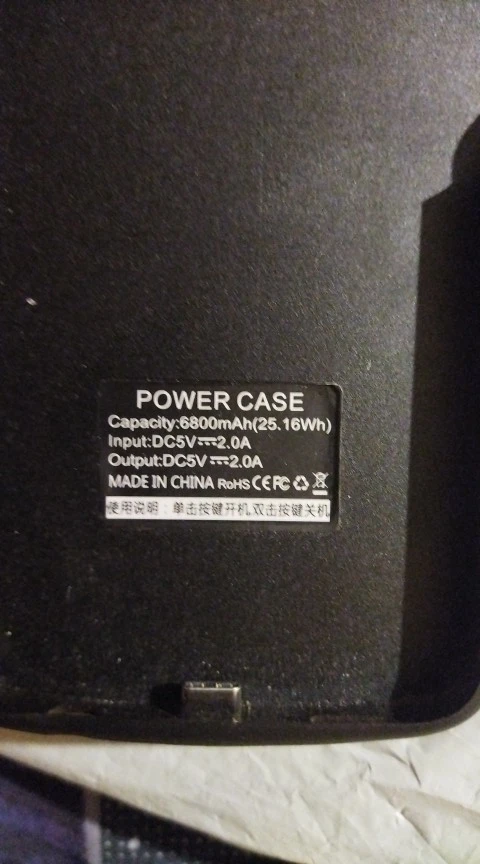 POWER CASE
Capacity:6800mAh(25.16Wh)
Input:DC5V⎓2.0A
Output:DC5V⎓2.0A
MADE IN CHINA RoHS CE FC
使用说明：单击按键开机,双击按键关机